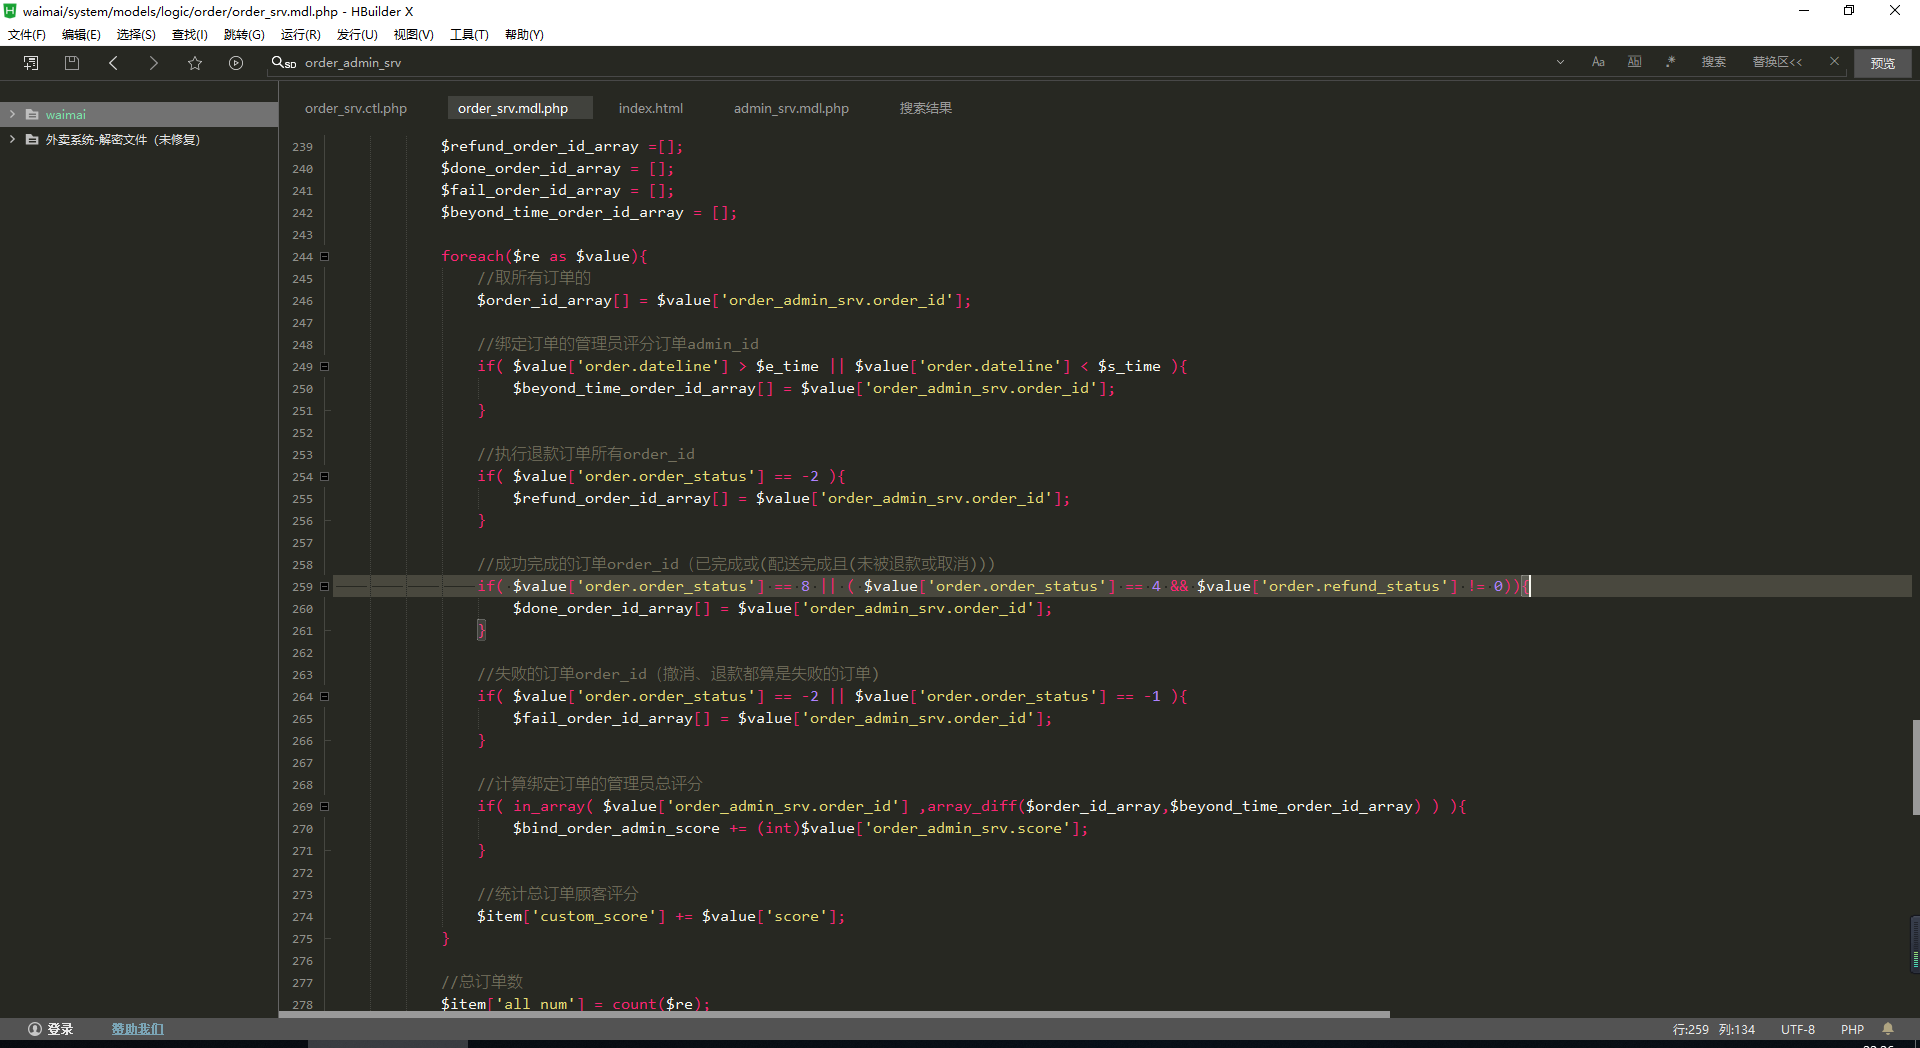 waimai/system/models/logic/order/order_srv.mdl.php - HBuilder X
文件(F) 编辑(E) 选择(S) 查找(I) 跳转(G) 运行(R) 发行(U) 视图(V) 工具(T) 帮助(Y)
SD order_admin_srv Aa Ab .* 搜索 替换区<< 预览
waimai
外卖系统-解密文件（未修复）
order_srv.ctl.php order_srv.mdl.php index.html admin_srv.mdl.php 搜索结果
239 $refund_order_id_array =[];
240 $done_order_id_array = [];
241 $fail_order_id_array = [];
242 $beyond_time_order_id_array = [];
243
244 foreach($re as $value){
245 //取所有订单的
246 $order_id_array[] = $value['order_admin_srv.order_id'];
247
248 //绑定订单的管理员评分订单admin_id
249 if( $value['order.dateline'] > $e_time || $value['order.dateline'] < $s_time ){
250 $beyond_time_order_id_array[] = $value['order_admin_srv.order_id'];
251 }
252
253 //执行退款订单所有order_id
254 if( $value['order.order_status'] == -2 ){
255 $refund_order_id_array[] = $value['order_admin_srv.order_id'];
256 }
257
258 //成功完成的订单order_id（已完成或(配送完成且(未被退款或取消)))
259 if( $value['order.order_status'] == 8 || ( $value['order.order_status'] == 4 && $value['order.refund_status'] != 0)){
260 $done_order_id_array[] = $value['order_admin_srv.order_id'];
261 }
262
263 //失败的订单order_id（撤消、退款都算是失败的订单)
264 if( $value['order.order_status'] == -2 || $value['order.order_status'] == -1 ){
265 $fail_order_id_array[] = $value['order_admin_srv.order_id'];
266 }
267
268 //计算绑定订单的管理员总评分
269 if( in_array( $value['order_admin_srv.order_id'] ,array_diff($order_id_array,$beyond_time_order_id_array) ) ){
270 $bind_order_admin_score += (int)$value['order_admin_srv.score'];
271 }
272
273 //统计总订单顾客评分
274 $item['custom_score'] += $value['score'];
275 }
276
277 //总订单数
278 $item['all_num'] = count($re);
登录 赞助我们 行:259 列:134 UTF-8 PHP